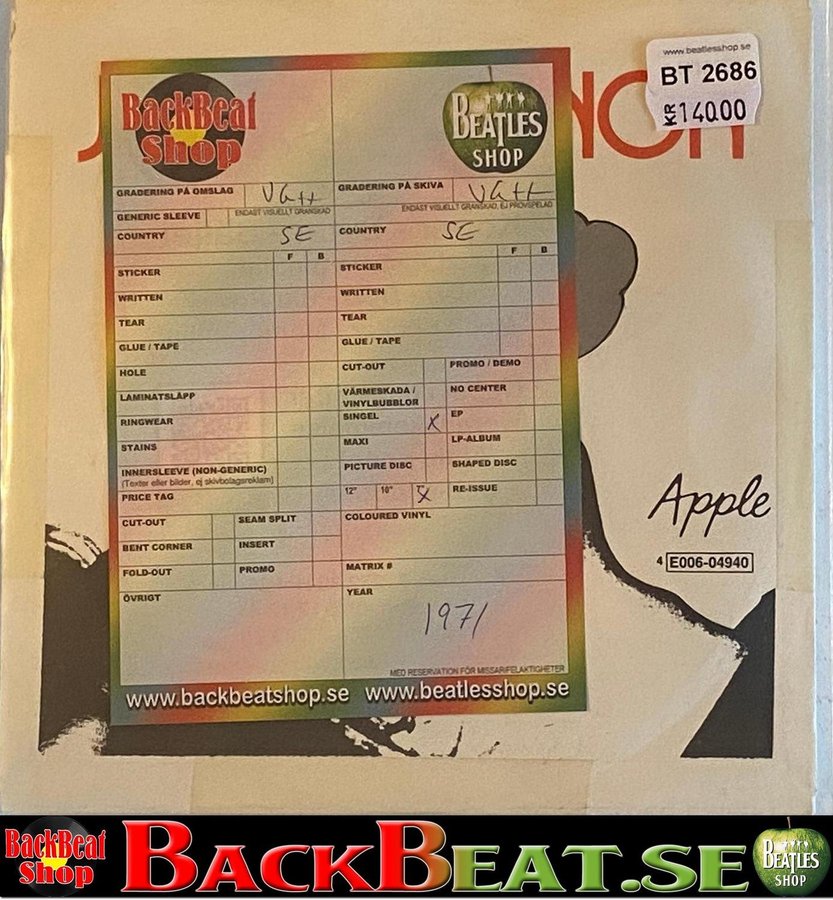 www.beatlesshop.se
BT 2686
KR 140.00
NON
BackBeat
Shop
BEATLES
SHOP
GRADERING PÅ OMSLAG VG++
ENDAST VISUELLT GRANSKAD
GENERIC SLEEVE
COUNTRY SE
F B
STICKER
WRITTEN
TEAR
GLUE / TAPE
HOLE
LAMINATSLÄPP
RINGWEAR
STAINS
INNERSLEEVE (NON-GENERIC)
(Texter eller bilder, ej skivbolagsreklam)
PRICE TAG
CUT-OUT SEAM SPLIT
BENT CORNER INSERT
FOLD-OUT PROMO
ÖVRIGT
GRADERING PÅ SKIVA VG++
ENDAST VISUELLT GRANSKAD, EJ PROVSPELAD
COUNTRY SE
F B
STICKER
WRITTEN
TEAR
GLUE / TAPE
CUT-OUT PROMO / DEMO
VÄRMESKADA / NO CENTER
VINYLBUBBLOR
SINGEL X EP
MAXI LP-ALBUM
PICTURE DISC SHAPED DISC
12" 10" X RE-ISSUE
COLOURED VINYL
MATRIX #
YEAR
1971
MED RESERVATION FÖR MISSAR/FELAKTIGHETER
www.backbeatshop.se www.beatlesshop.se
Apple
4 E006-04940
BackBeat
Shop
BACKBEAT.SE
BEATLES
SHOP